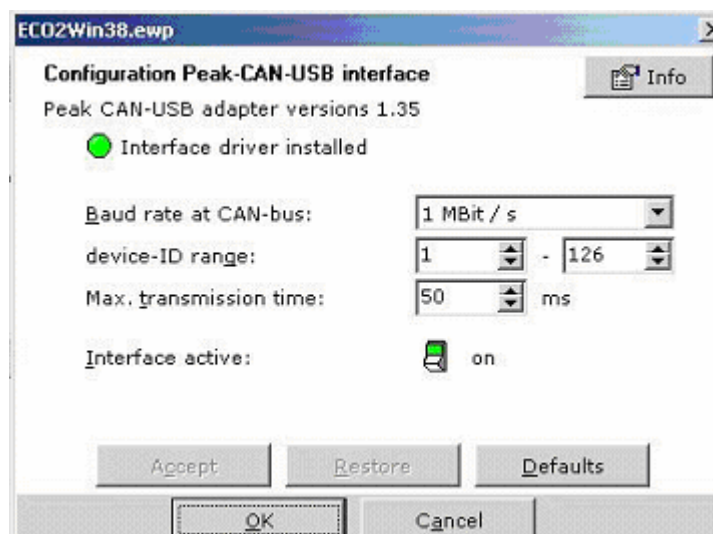 ECO2Win38.ewp
Configuration Peak-CAN-USB interface
Info
Peak CAN-USB adapter versions 1.35
Interface driver installed
Baud rate at CAN-bus: 1 MBit / s
device-ID range: 1 - 126
Max. transmission time: 50 ms
Interface active: on
Accept Restore Defaults
OK Cancel